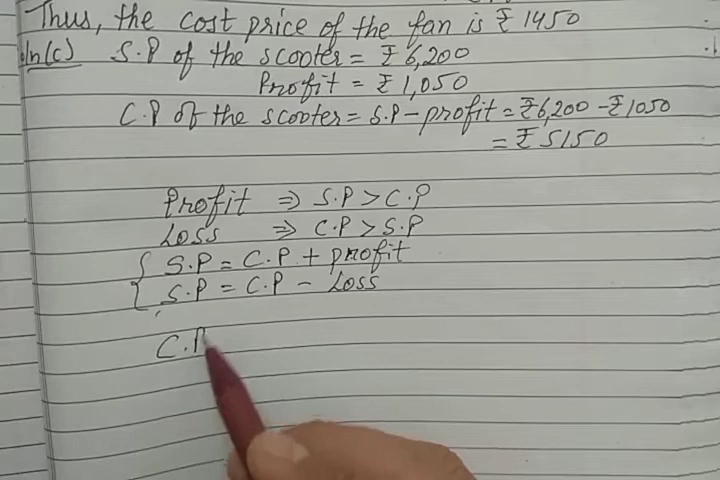 Thus, the cost price of the fan is ₹ 1450
In(c) S.P of the scooter = ₹ 6,200
Profit = ₹ 1,050
C.P of the scooter = S.P - profit = ₹6,200 - ₹1050
= ₹ 5150
Profit ⇒ S.P > C.P
Loss ⇒ C.P > S.P
S.P = C.P + profit
S.P = C.P - Loss
C.P